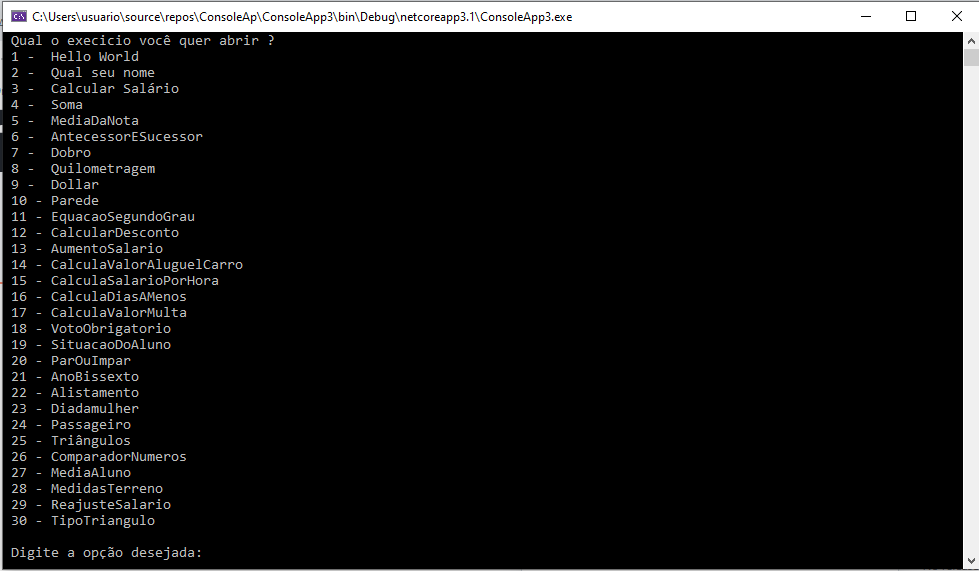 C:\Users\usuario\source\repos\ConsoleAp\ConsoleApp3\bin\Debug\netcoreapp3.1\ConsoleApp3.exe
Qual o execicio você quer abrir ?
1 -  Hello World
2 -  Qual seu nome
3 -  Calcular Salário
4 -  Soma
5 -  MediaDaNota
6 -  AntecessorESucessor
7 -  Dobro
8 -  Quilometragem
9 -  Dollar
10 - Parede
11 - EquacaoSegundoGrau
12 - CalcularDesconto
13 - AumentoSalario
14 - CalculaValorAluguelCarro
15 - CalculaSalarioPorHora
16 - CalculaDiasAMenos
17 - CalculaValorMulta
18 - VotoObrigatorio
19 - SituacaoDoAluno
20 - ParOuImpar
21 - AnoBissexto
22 - Alistamento
23 - Diadamulher
24 - Passageiro
25 - Triângulos
26 - ComparadorNumeros
27 - MediaAluno
28 - MedidasTerreno
29 - ReajusteSalario
30 - TipoTriangulo
Digite a opção desejada: